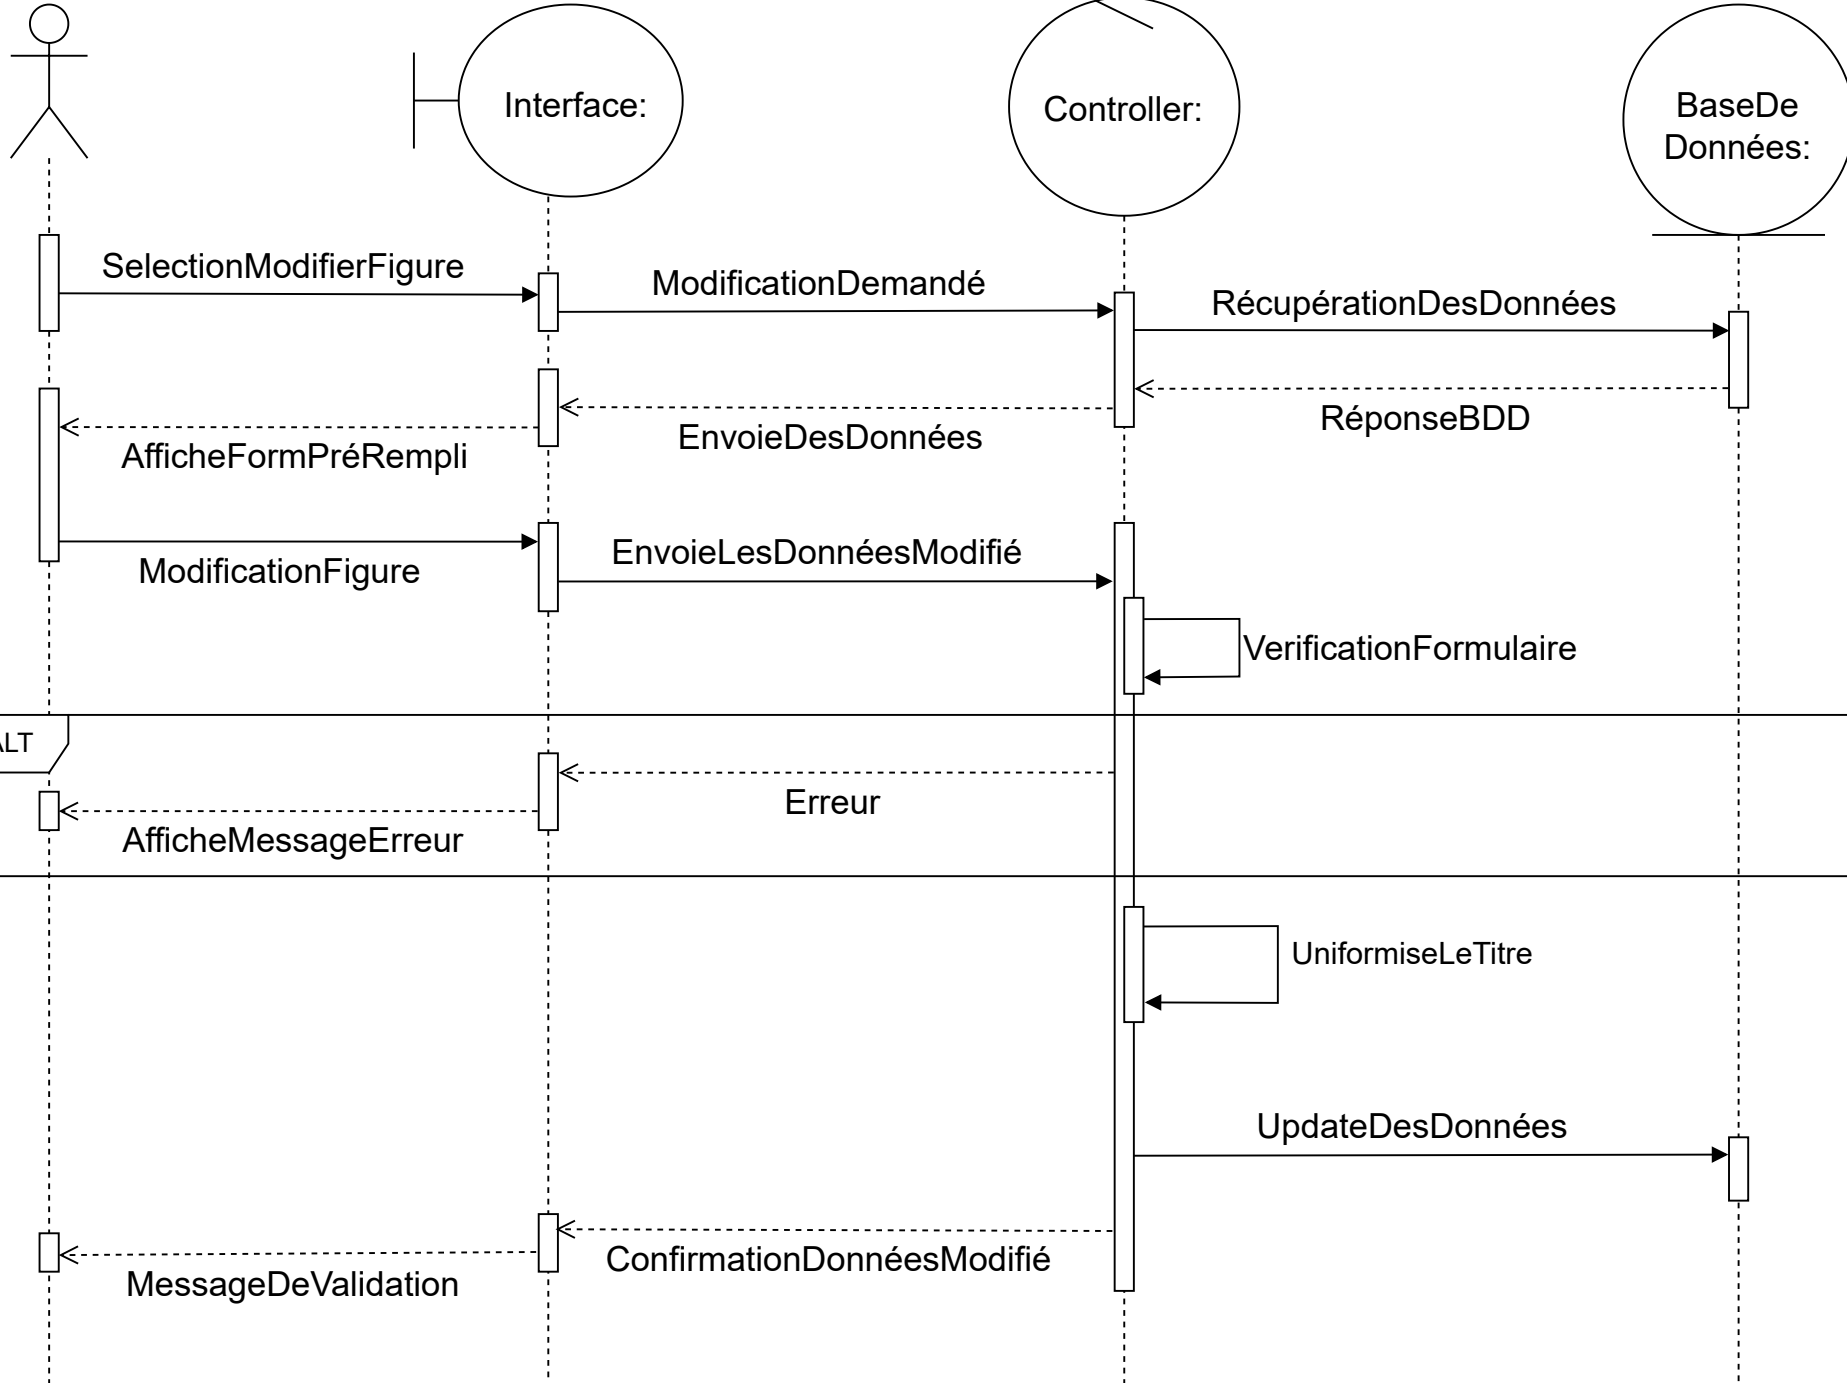 Interface:
Controller:
BaseDe
Données:
SelectionModifierFigure
ModificationDemandé
RécupérationDesDonnées
RéponseBDD
EnvoieDesDonnées
AfficheFormPréRempli
ModificationFigure
EnvoieLesDonnéesModifié
VerificationFormulaire
ALT
Erreur
AfficheMessageErreur
UniformiseLeTitre
UpdateDesDonnées
ConfirmationDonnéesModifié
MessageDeValidation